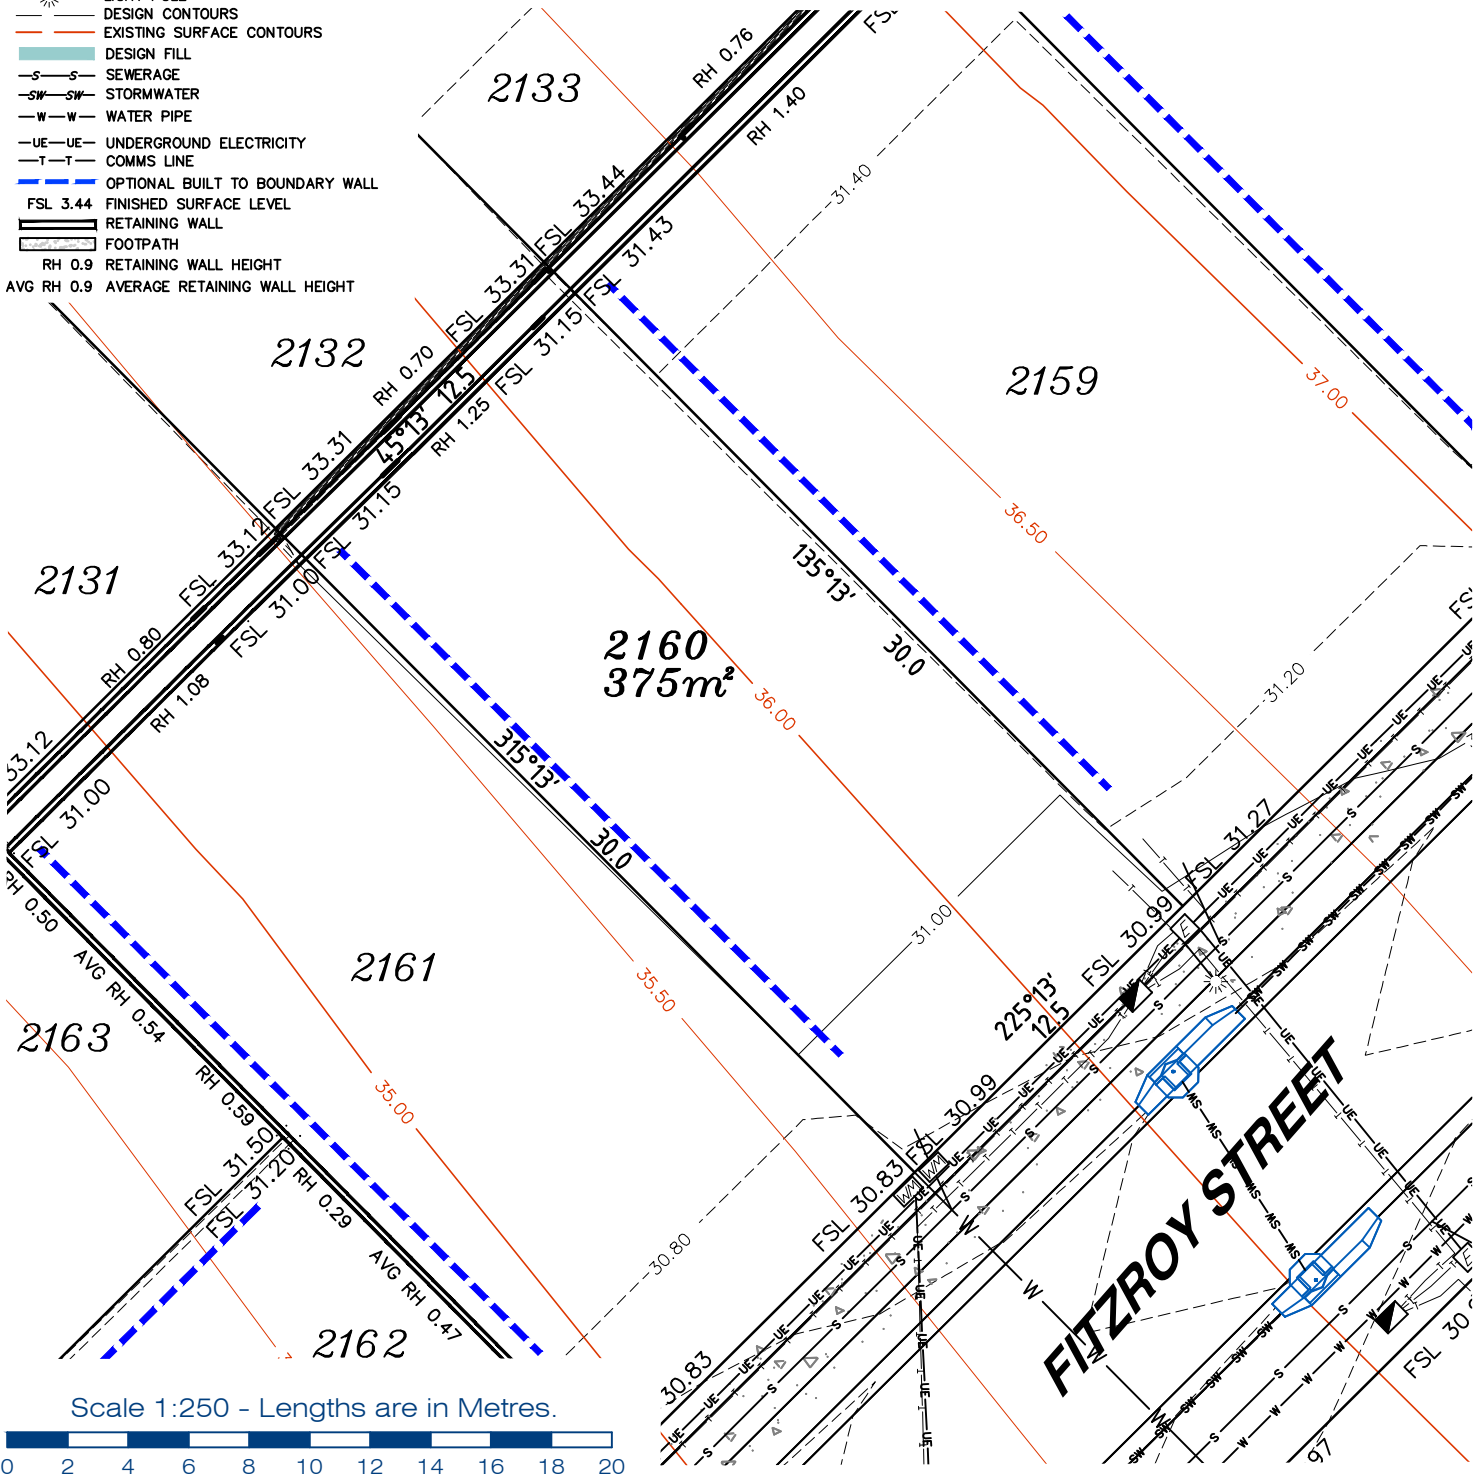 DESIGN CONTOURS
EXISTING SURFACE CONTOURS
DESIGN FILL
S S SEWERAGE
SW SW STORMWATER
W W WATER PIPE
UE UE UNDERGROUND ELECTRICITY
T T COMMS LINE
OPTIONAL BUILT TO BOUNDARY WALL
FSL 3.44 FINISHED SURFACE LEVEL
RETAINING WALL
FOOTPATH
RH 0.9 RETAINING WALL HEIGHT
AVG RH 0.9 AVERAGE RETAINING WALL HEIGHT
2133
RH 0.76
RH 1.40
31.40
FSL 33.44
FSL 31.43
FSL 33.31
FSL 31.15
2132
RH 0.70
45°13' 12.5
RH 1.25
2159
37.00
36.50
FSL 33.31
FSL 31.15
FSL 33.12
FSL 31.00
2131
RH 0.80
RH 1.08
135°13'
30.0
2160
375m²
36.00
31.20
315°13'
30.0
33.12
FSL 31.00
RH 0.50
AVG RH 0.54
2161
2163
RH 0.59
35.50
35.00
31.00
FSL 31.27
FSL 30.99
225°13'
12.5
FSL 30.99
FSL 30.83
FSL 31.50
FSL 31.20
RH 0.29
AVG RH 0.47
2162
30.80
30.83
WM
WM
E
FITZROY STREET
97
Scale 1:250 - Lengths are in Metres.
0 2 4 6 8 10 12 14 16 18 20